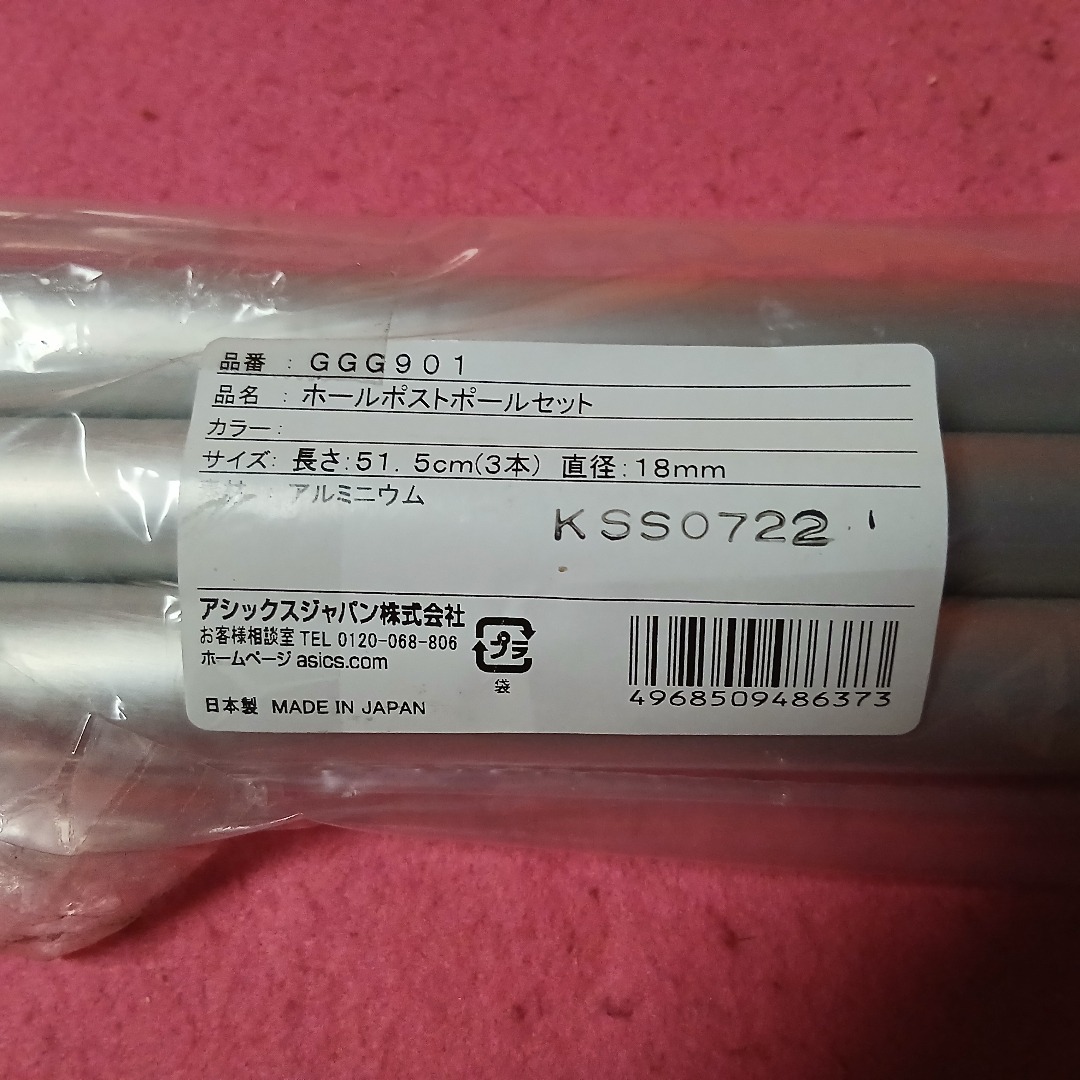 品番 : GGG901
品名 : ホールポストポールセット
カラー:
サイズ: 長さ:51.5cm(3本) 直径:18mm
: アルミニウム
KSS0722
アシックスジャパン株式会社
お客様相談室 TEL 0120-068-806
ホームページ asics.com
プラ
袋
日本製 MADE IN JAPAN
4968509486373